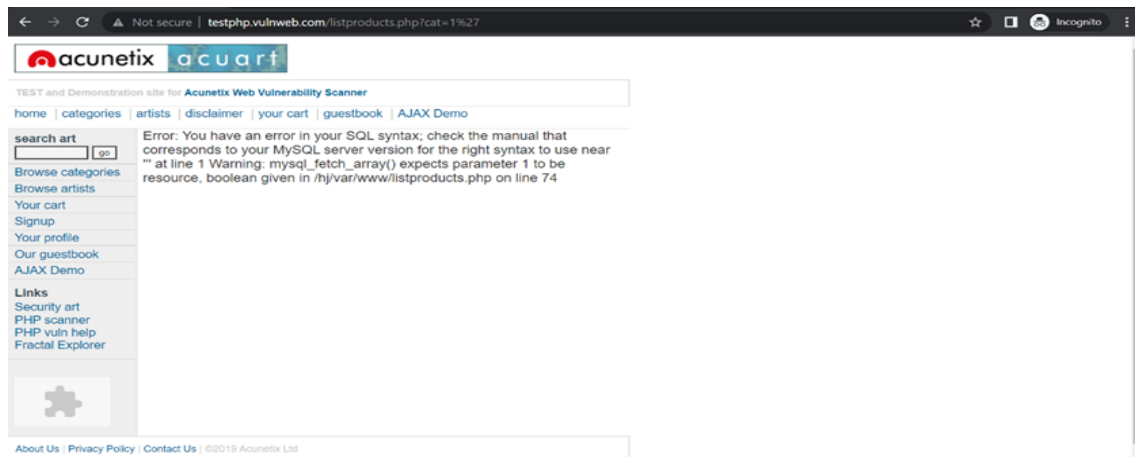 Not secure | testphp.vulnweb.com/listproducts.php?cat=1%27
Incognito
acunetix acuart
TEST and Demonstration site for Acunetix Web Vulnerability Scanner
home | categories | artists | disclaimer | your cart | guestbook | AJAX Demo
search art
go
Browse categories
Browse artists
Your cart
Signup
Your profile
Our guestbook
AJAX Demo
Links
Security art
PHP scanner
PHP vuln help
Fractal Explorer
Error: You have an error in your SQL syntax; check the manual that
corresponds to your MySQL server version for the right syntax to use near
''' at line 1 Warning: mysql_fetch_array() expects parameter 1 to be
resource, boolean given in /hj/var/www/listproducts.php on line 74
About Us | Privacy Policy | Contact Us | ©2019 Acunetix Ltd